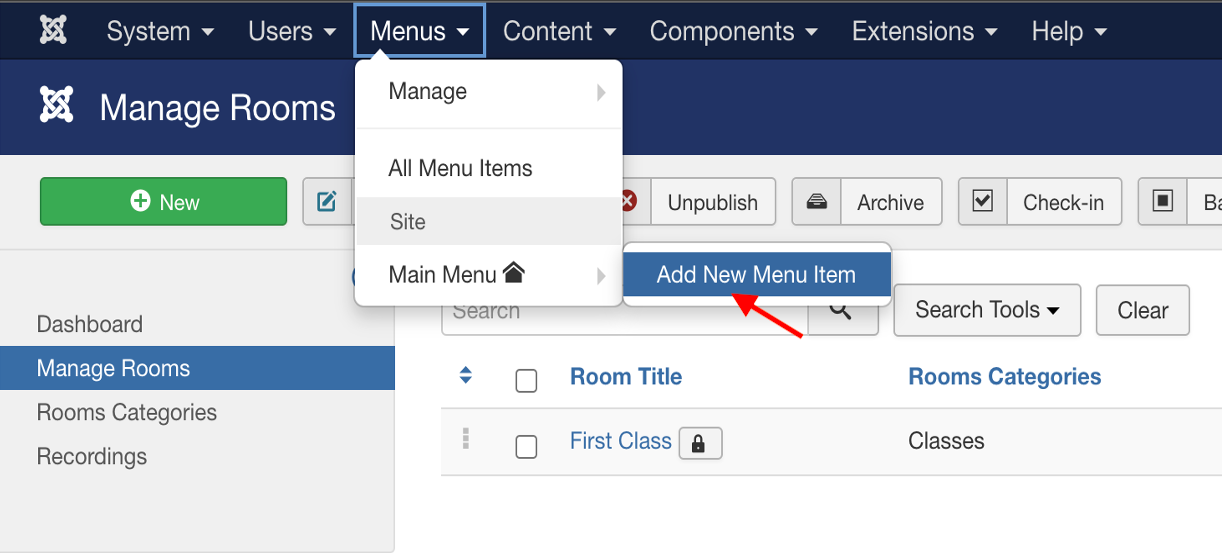 System Users Menus Content Components Extensions Help
Manage Rooms
Manage
All Menu Items
Site
Main Menu
Add New Menu Item
New Unpublish Archive Check-in
Search Search Tools Clear
Dashboard
Manage Rooms
Rooms Categories
Recordings
Room Title Rooms Categories
First Class Classes